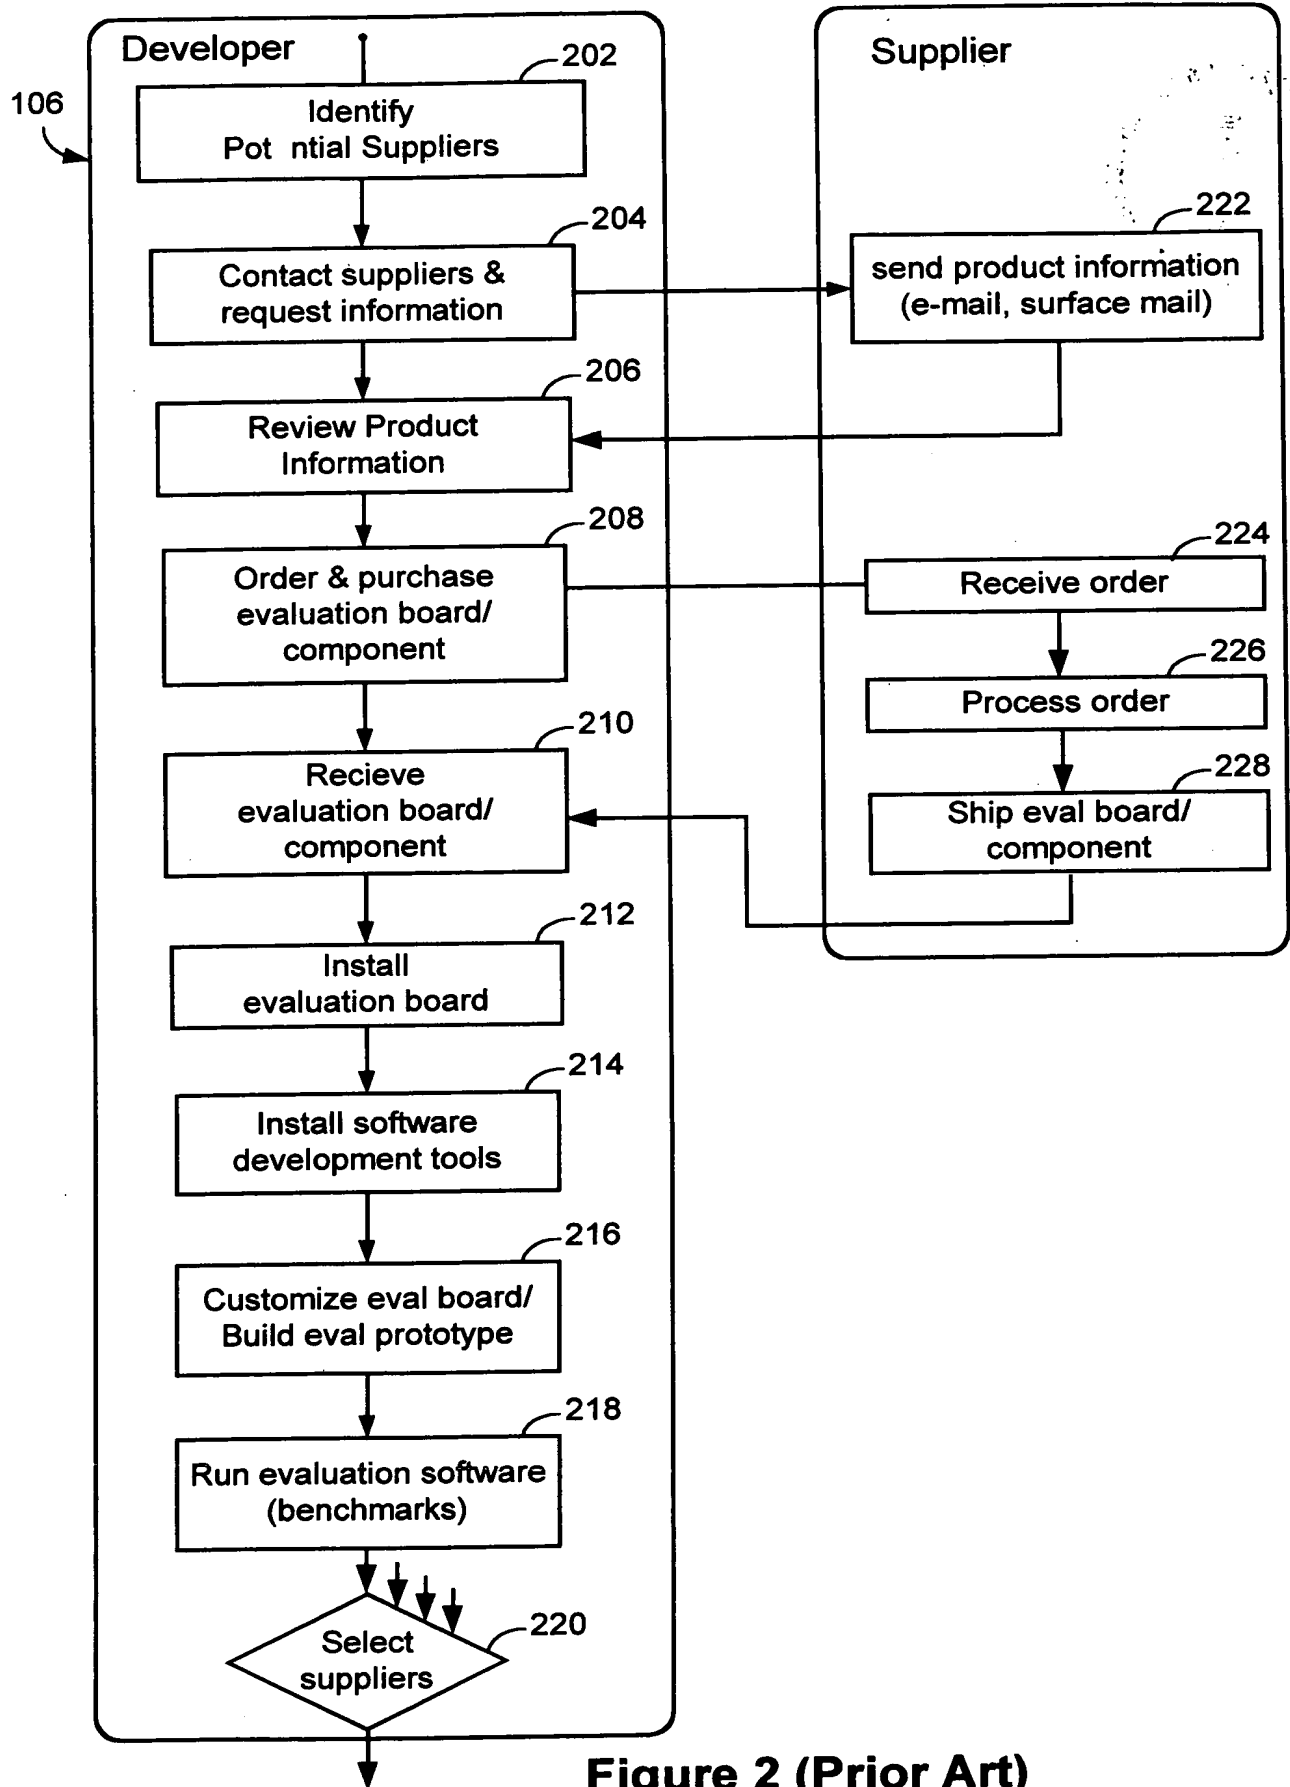 Developer
202
Identify
Pot ntial Suppliers
106
204
Contact suppliers &
request information
206
Review Product
Information
208
Order & purchase
evaluation board/
component
210
Recieve
evaluation board/
component
212
Install
evaluation board
214
Install software
development tools
216
Customize eval board/
Build eval prototype
218
Run evaluation software
(benchmarks)
220
Select
suppliers
Supplier
222
send product information
(e-mail, surface mail)
224
Receive order
226
Process order
228
Ship eval board/
component
Figure 2 (Prior Art)